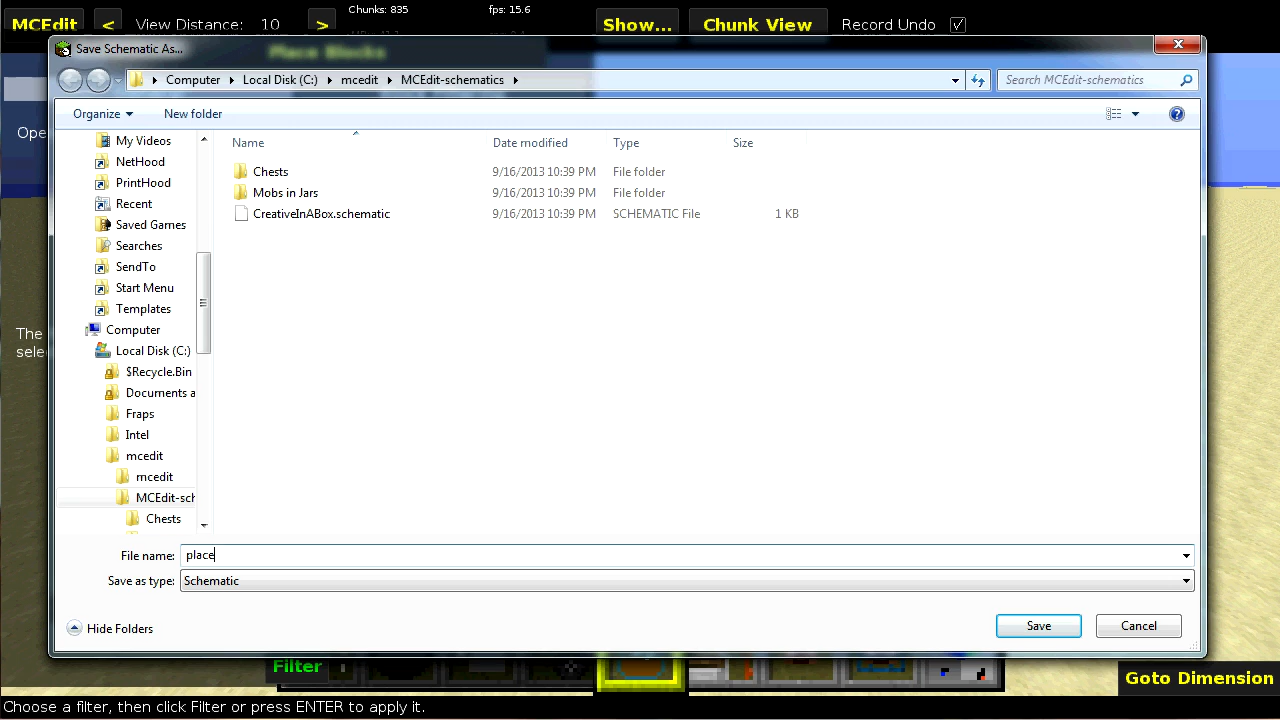 MCEdit < View Distance: 10 > Chunks: 835 fps: 15.6 Show... Chunk View Record Undo
Save Schematic As...
Place Blocks
Computer Local Disk (C:) mcedit MCEdit-schematics Search MCEdit-schematics
Organize New folder
Ope
Name Date modified Type Size
My Videos
NetHood
PrintHood
Recent
Saved Games
Searches
SendTo
Start Menu
Templates
Computer
Local Disk (C:)
$Recycle.Bin
Documents a
Fraps
Intel
mcedit
mcedit
MCEdit-sch
Chests
Chests 9/16/2013 10:39 PM File folder
Mobs in Jars 9/16/2013 10:39 PM File folder
CreativeInABox.schematic 9/16/2013 10:39 PM SCHEMATIC File 1 KB
The
sele
File name: place
Save as type: Schematic
Hide Folders Save Cancel
Filter
Goto Dimension
Choose a filter, then click Filter or press ENTER to apply it.